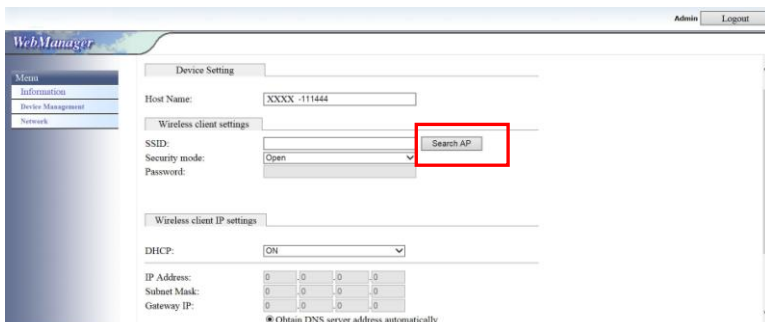 Admin Logout
WebManager
Menu
Information
Device Management
Network
Device Setting
Host Name: XXXX -111444
Wireless client settings
SSID: Search AP
Security mode: Open
Password:
Wireless client IP settings
DHCP: ON
IP Address: 0 .0 .0 .0
Subnet Mask: 0 .0 .0 .0
Gateway IP: 0 .0 .0 .0
Obtain DNS server address automatically